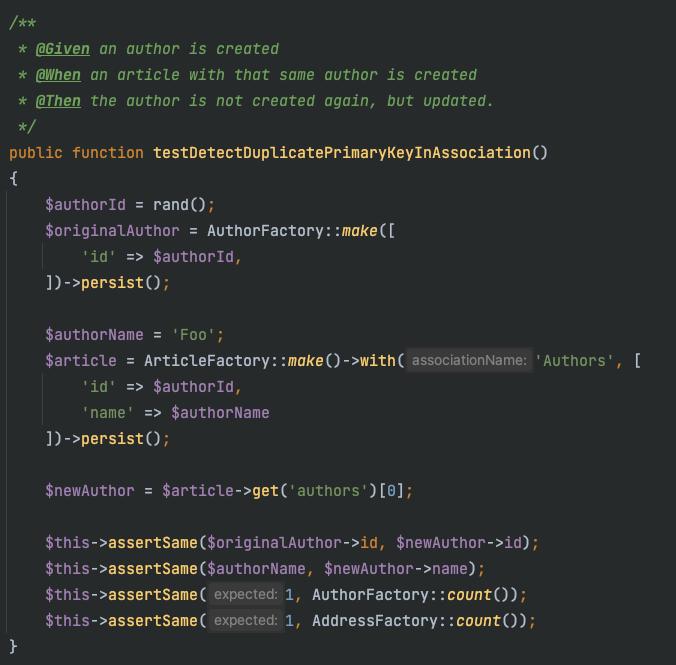 /**
 * @Given an author is created
 * @When an article with that same author is created
 * @Then the author is not created again, but updated.
 */
public function testDetectDuplicatePrimaryKeyInAssociation()
{
    $authorId = rand();
    $originalAuthor = AuthorFactory::make([
        'id' => $authorId,
    ])->persist();

    $authorName = 'Foo';
    $article = ArticleFactory::make()->with( associationName: 'Authors', [
        'id' => $authorId,
        'name' => $authorName
    ])->persist();

    $newAuthor = $article->get('authors')[0];

    $this->assertSame($originalAuthor->id, $newAuthor->id);
    $this->assertSame($authorName, $newAuthor->name);
    $this->assertSame( expected: 1, AuthorFactory::count());
    $this->assertSame( expected: 1, AddressFactory::count());
}